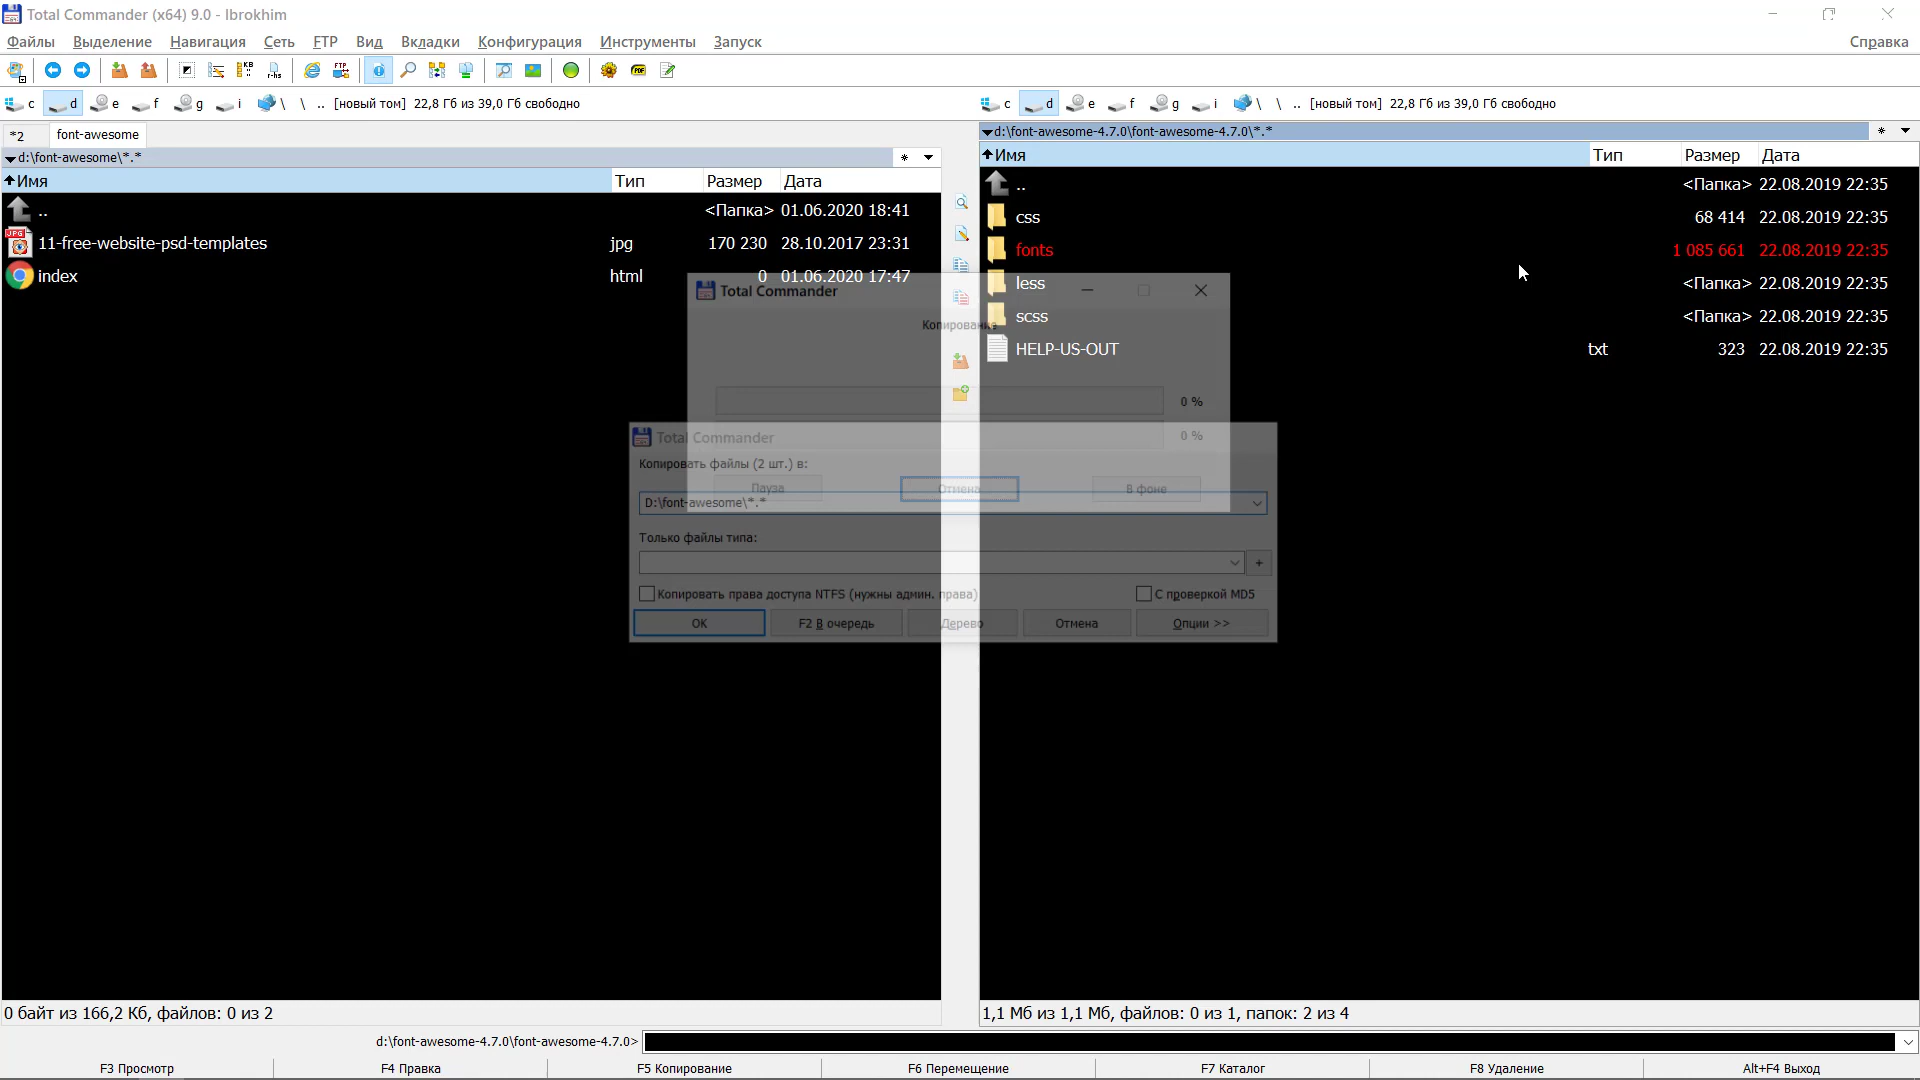 Total Commander (x64) 9.0 - Ibrokhim
Файлы Выделение Навигация Сеть FTP Вид Вкладки Конфигурация Инструменты Запуск Справка
c d e f g i \ \ .. [новый том] 22,8 Гб из 39,0 Гб свободно
c d e f g i \ \ .. [новый том] 22,8 Гб из 39,0 Гб свободно
*2 font-awesome
d:\font-awesome\*.*
Имя Тип Размер Дата
.. <Папка> 01.06.2020 18:41
11-free-website-psd-templates jpg 170 230 28.10.2017 23:31
index html 0 01.06.2020 17:47
d:\font-awesome-4.7.0\font-awesome-4.7.0\*.*
Имя Тип Размер Дата
.. <Папка> 22.08.2019 22:35
css 68 414 22.08.2019 22:35
fonts 1 085 661 22.08.2019 22:35
less <Папка> 22.08.2019 22:35
scss <Папка> 22.08.2019 22:35
HELP-US-OUT txt 323 22.08.2019 22:35
Total Commander
Копирование
0 %
0 %
Пауза Отмена В фоне
Total Commander
Копировать файлы (2 шт.) в:
D:\font-awesome\*.*
Только файлы типа:
+
Копировать права доступа NTFS (нужны админ. права) С проверкой MD5
OK F2 В очередь Дерево Отмена Опции >>
0 байт из 166,2 Кб, файлов: 0 из 2
1,1 Мб из 1,1 Мб, файлов: 0 из 1, папок: 2 из 4
d:\font-awesome-4.7.0\font-awesome-4.7.0>
F3 Просмотр F4 Правка F5 Копирование F6 Перемещение F7 Каталог F8 Удаление Alt+F4 Выход